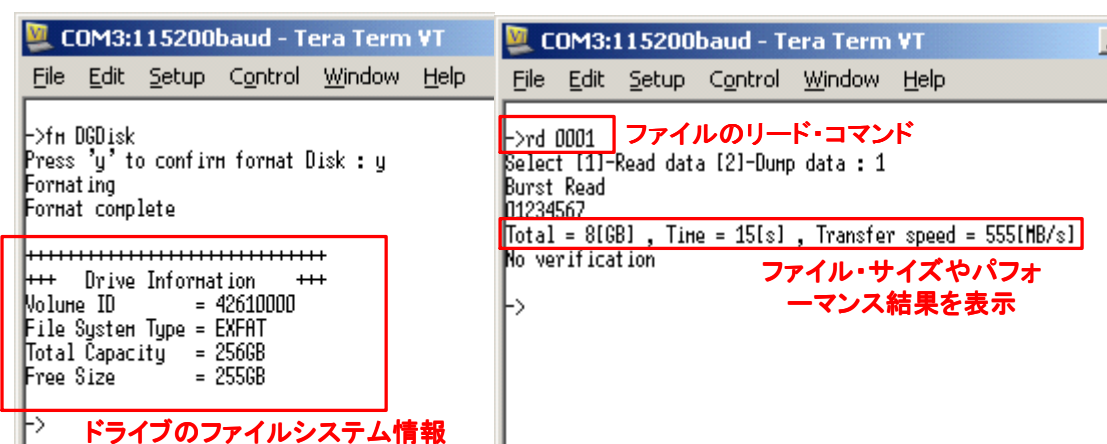 COM3:115200baud - Tera Term VT
File Edit Setup Control Window Help
->fm DGDisk
Press 'y' to confirm format Disk : y
Formating
Format complete
++++++++++++++++++++++++++++++
+++ Drive Information +++
Volume ID = 42610000
File System Type = EXFAT
Total Capacity = 256GB
Free Size = 255GB
->
ドライブのファイルシステム情報
COM3:115200baud - Tera Term VT
File Edit Setup Control Window Help
->rd 0001
ファイルのリード・コマンド
Select [1]-Read data [2]-Dump data : 1
Burst Read
01234567
Total = 8[GB] , Time = 15[s] , Transfer speed = 555[MB/s]
No verification
ファイル・サイズやパフォ
ーマンス結果を表示
->